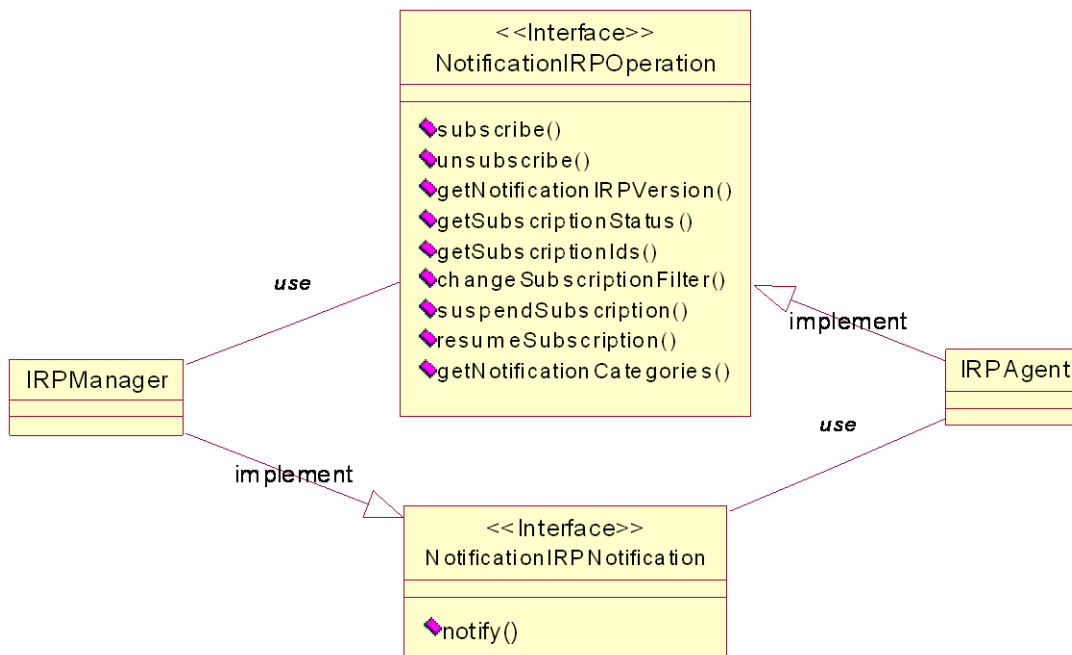 <<Interface>>
NotificationIRPOperation
subscribe()
unsubscribe()
getNotificationIRPVersion()
getSubscriptionStatus()
getSubscriptionIds()
changeSubscriptionFilter()
suspendSubscription()
resumeSubscription()
getNotificationCategories()
use
implement
IRPManager
IRPAgent
use
implement
<<Interface>>
NotificationIRPNotification
notify()